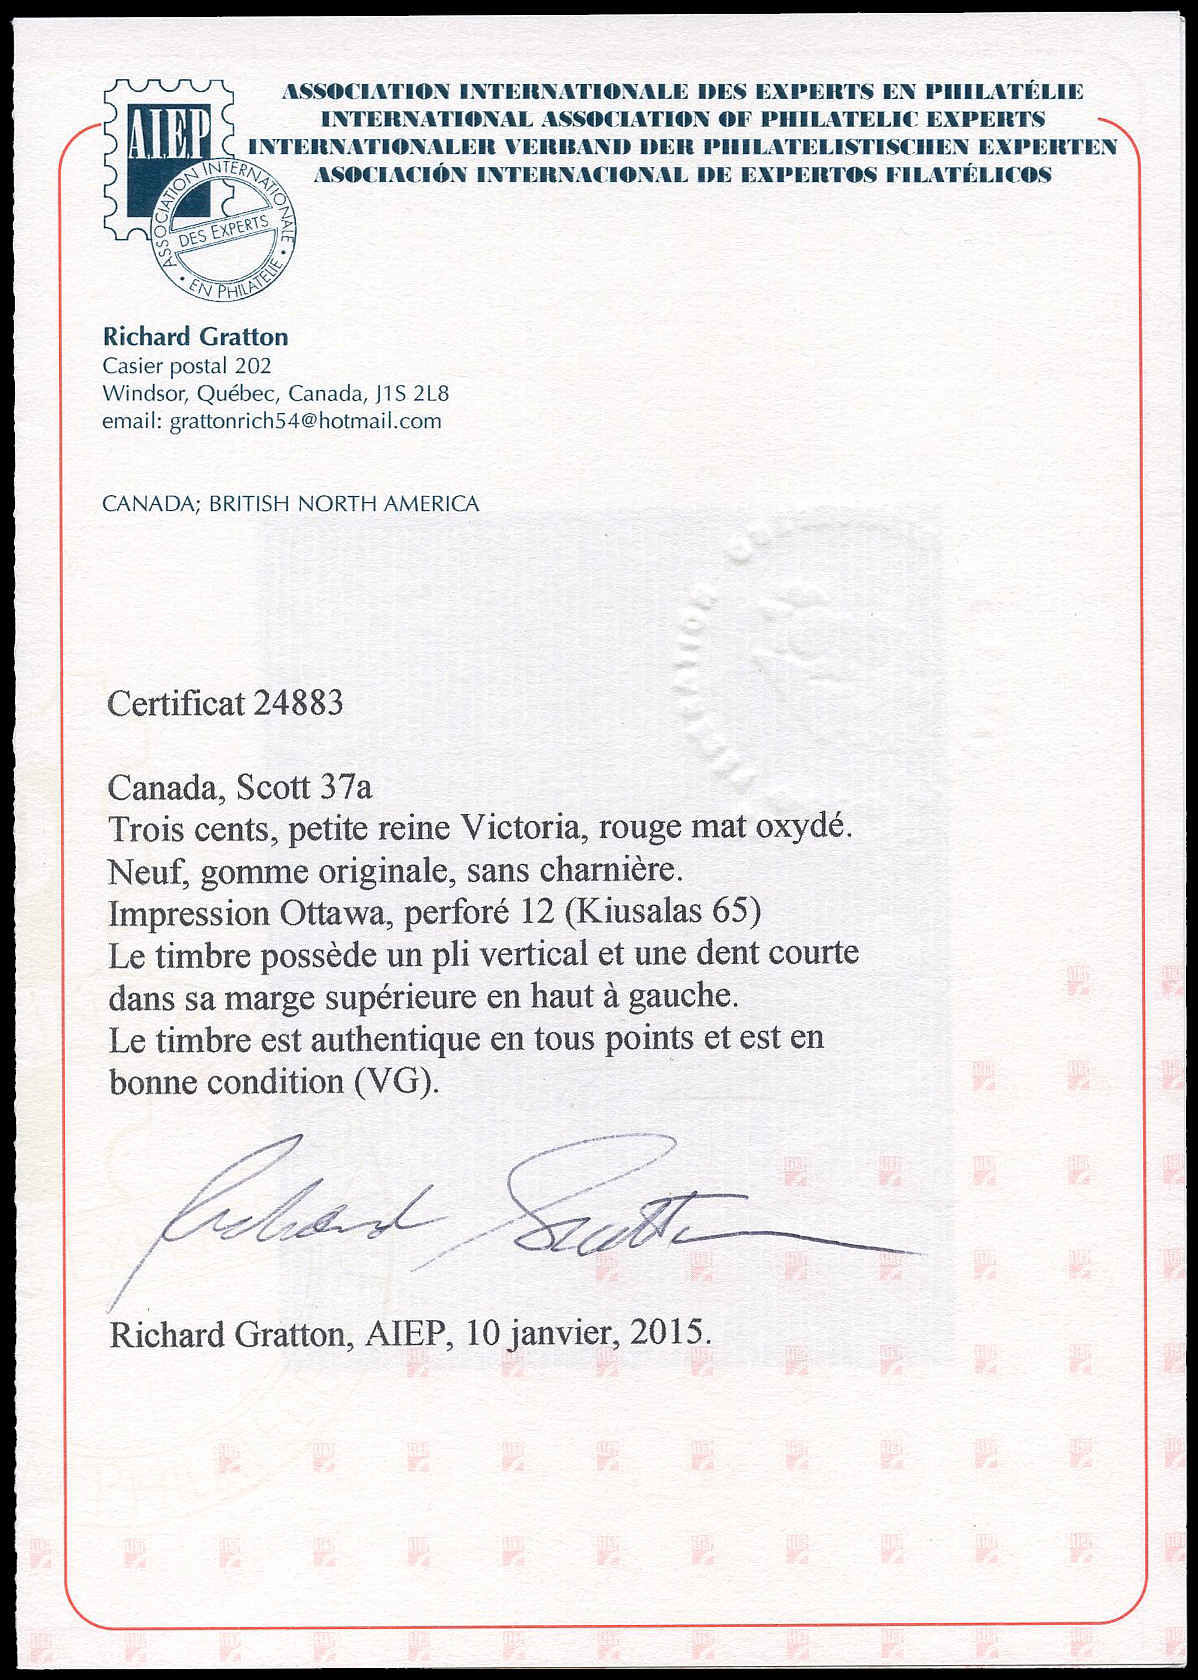 ASSOCIATION INTERNATIONALE DES EXPERTS EN PHILATÉLIE
INTERNATIONAL ASSOCIATION OF PHILATELIC EXPERTS
INTERNATIONALER VERBAND DER PHILATELISTISCHEN EXPERTEN
ASOCIACIÓN INTERNACIONAL DE EXPERTOS FILATÉLICOS
AIEP
ASSOCIATION INTERNATIONALE
DES EXPERTS
• EN PHILATELIE •
Richard Gratton
Casier postal 202
Windsor, Québec, Canada, J1S 2L8
email: grattonrich54@hotmail.com
CANADA; BRITISH NORTH AMERICA
Certificat 24883
Canada, Scott 37a
Trois cents, petite reine Victoria, rouge mat oxydé.
Neuf, gomme originale, sans charnière.
Impression Ottawa, perforé 12 (Kiusalas 65)
Le timbre possède un pli vertical et une dent courte
dans sa marge supérieure en haut à gauche.
Le timbre est authentique en tous points et est en
bonne condition (VG).
Richard Gratton
Richard Gratton, AIEP, 10 janvier, 2015.